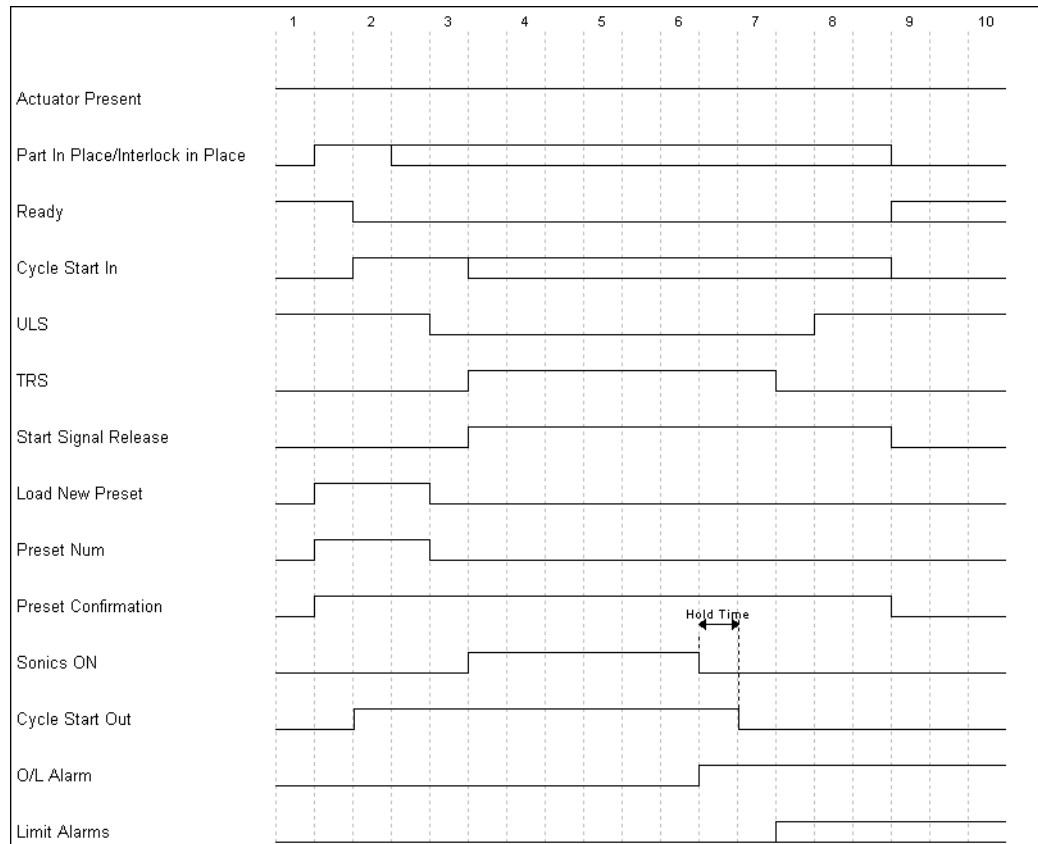 1 2 3 4 5 6 7 8 9 10
Actuator Present
Part In Place/Interlock in Place
Ready
Cycle Start In
ULS
TRS
Start Signal Release
Load New Preset
Preset Num
Preset Confirmation
Hold Time
Sonics ON
Cycle Start Out
O/L Alarm
Limit Alarms